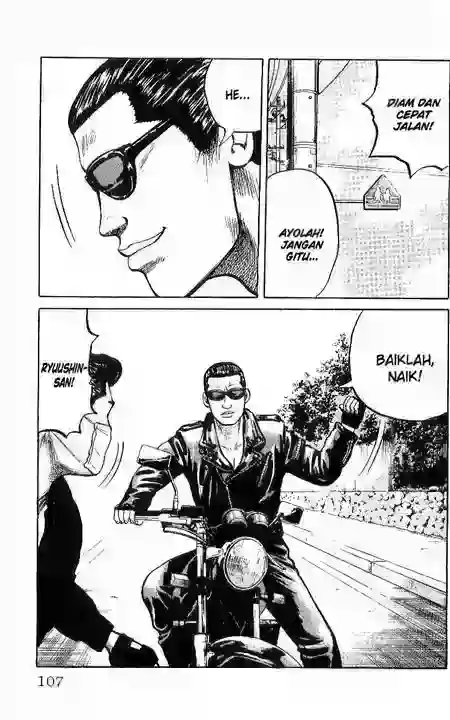 DIAM DAN
CEPAT
JALAN!
AYOLAH!
JANGAN
GITU...
HE...
BAIKLAH,
NAIK!
RYUUSHIN-
SAN!
107